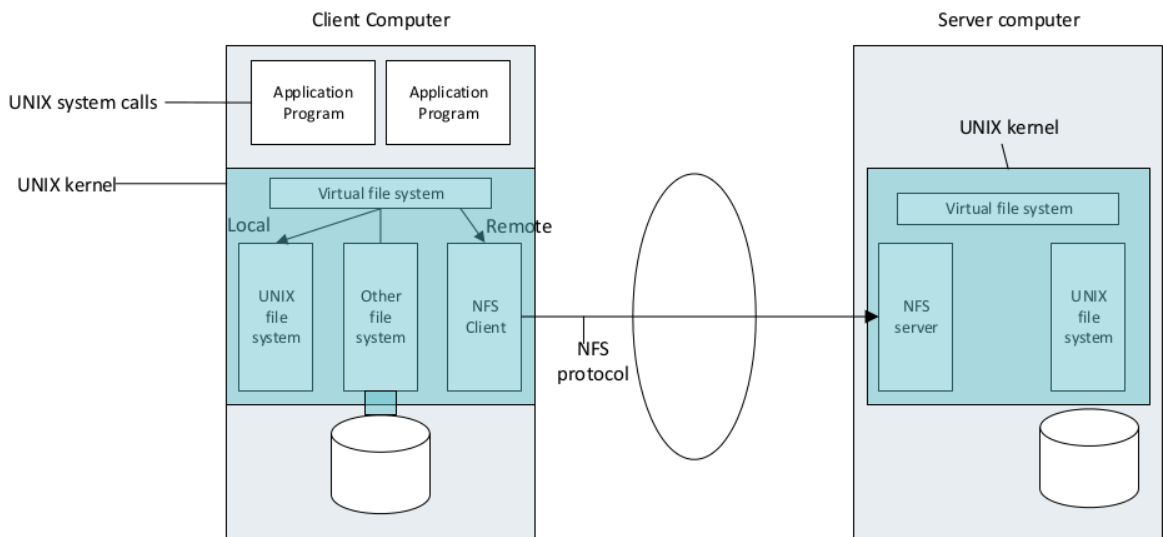 Client Computer
Server computer
Application
Program
Application
Program
UNIX system calls
UNIX kernel
UNIX kernel
Virtual file system
Virtual file system
Local
Remote
UNIX
file
system
Other
file
system
NFS
Client
NFS
protocol
NFS
server
UNIX
file
system